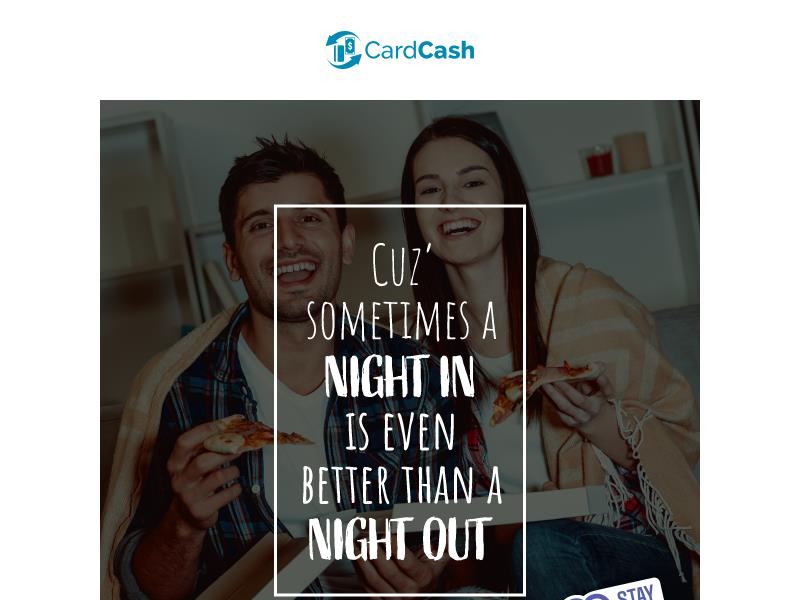 CardCash
Cuz'
SOMETIMES A
NIGHT IN
IS EVEN
BETTER THAN A
NIGHT OUT
STAY